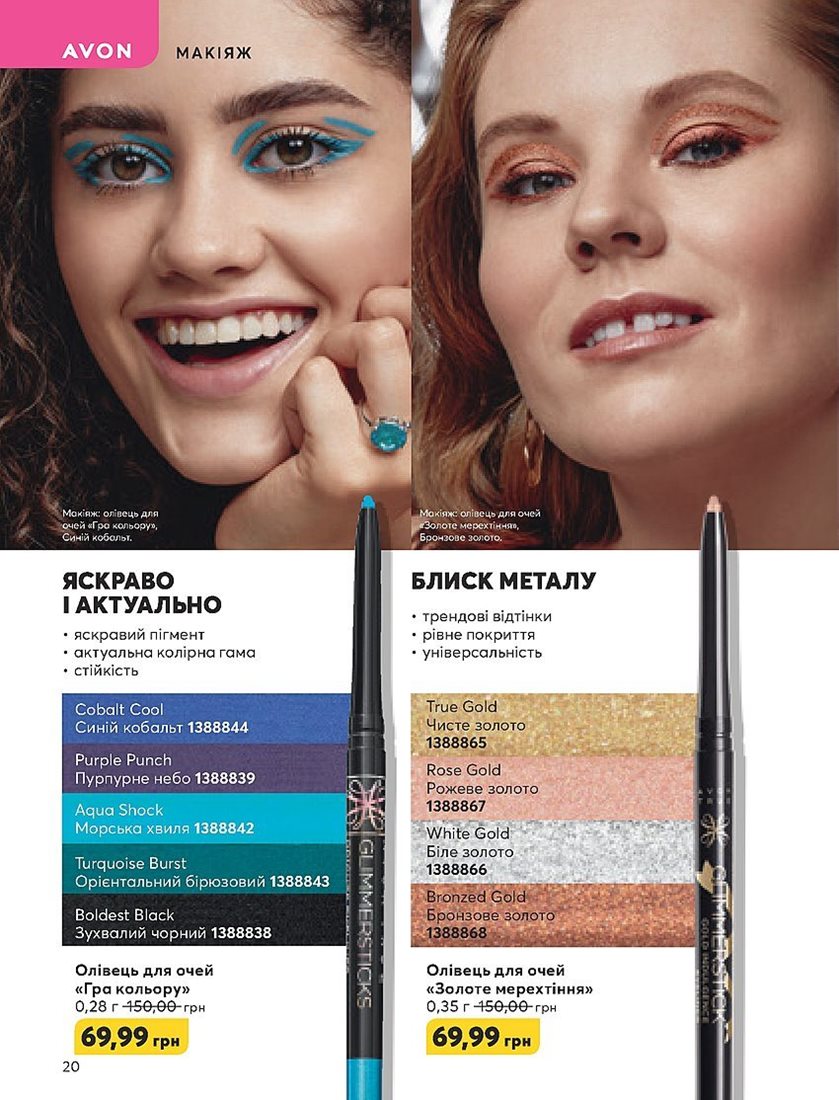 AVON
МАКІЯЖ
Макіяж: олівець для
очей «Гра кольору»,
Синій кобальт.
Макіяж: олівець для очей
«Золоте мерехтіння»,
Бронзове золото.
ЯСКРАВО
І АКТУАЛЬНО
• яскравий пігмент
• актуальна колірна гама
• стійкість
Cobalt Cool
Синій кобальт 1388844
Purple Punch
Пурпурне небо 1388839
Aqua Shock
Морська хвиля 1388842
Turquoise Burst
Орієнтальний бірюзовий 1388843
Boldest Black
Зухвалий чорний 1388838
GLIMMERSTICKS
Олівець для очей
«Гра кольору»
0,28 г 150,00 грн
69,99 грн
БЛИСК МЕТАЛУ
• трендові відтінки
• рівне покриття
• універсальність
True Gold
Чисте золото
1388865
Rose Gold
Рожеве золото
1388867
White Gold
Біле золото
1388866
Bronzed Gold
Бронзове золото
1388868
AVON
TRUE
GLIMMERSTICK
GOLD INDULGENCE
Олівець для очей
«Золоте мерехтіння»
0,35 г 150,00 грн
69,99 грн
20